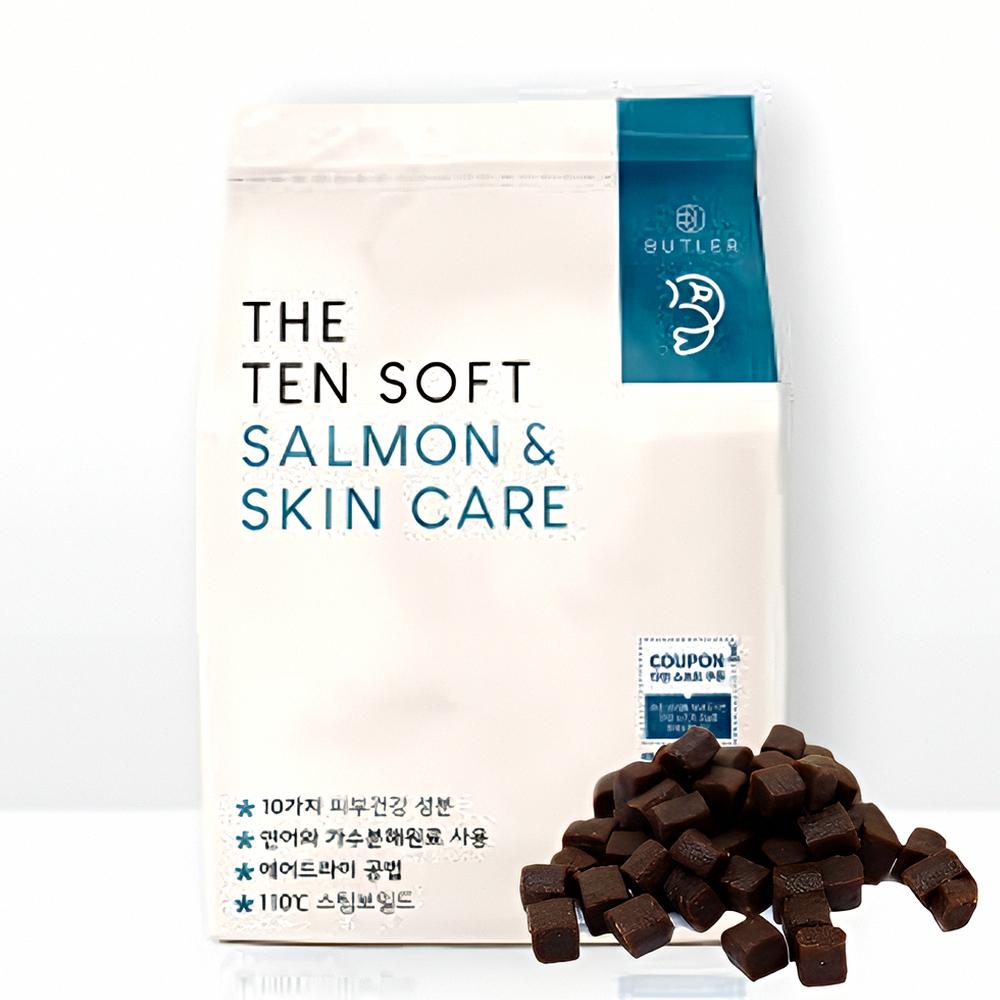 BUTLER
THE
TEN SOFT
SALMON &
SKIN CARE
COUPON
* 10가지 피부건강 성분
* 연어와 가수분해원료 사용
* 에어드라이 공법
* 110℃ 스팀보일드